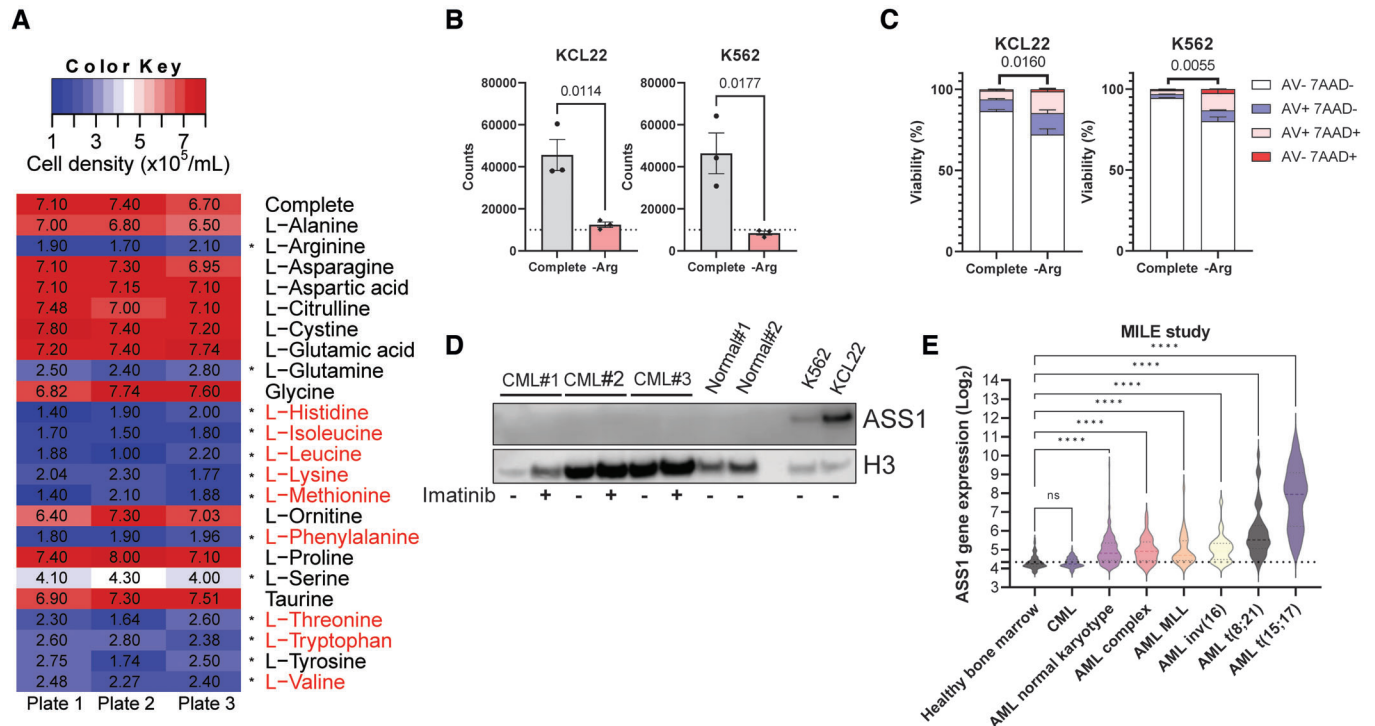 A
Color Key
1 3 5 7
Cell density (x10⁵/mL)
7.10 7.40 6.70 Complete
7.00 6.80 6.50 L−Alanine
1.90 1.70 2.10 * L−Arginine
7.10 7.30 6.95 L−Asparagine
7.10 7.15 7.10 L−Aspartic acid
7.48 7.00 7.10 L−Citrulline
7.80 7.40 7.20 L−Cystine
7.20 7.40 7.74 L−Glutamic acid
2.50 2.40 2.80 * L−Glutamine
6.82 7.74 7.60 Glycine
1.40 1.90 2.00 * L−Histidine
1.70 1.50 1.80 * L−Isoleucine
1.88 1.00 2.20 * L−Leucine
2.04 2.30 1.77 * L−Lysine
1.40 2.10 1.88 * L−Methionine
6.40 7.30 7.03 L−Ornitine
1.80 1.90 1.96 * L−Phenylalanine
7.40 8.00 7.10 L−Proline
4.10 4.30 4.00 * L−Serine
6.90 7.30 7.51 Taurine
2.30 1.64 2.60 * L−Threonine
2.60 2.80 2.38 * L−Tryptophan
2.75 1.74 2.50 * L−Tyrosine
2.48 2.27 2.40 * L−Valine
Plate 1 Plate 2 Plate 3
B
KCL22
0.0114
Counts
80000
60000
40000
20000
0
Complete -Arg
K562
0.0177
Counts
80000
60000
40000
20000
0
Complete -Arg
C
KCL22
0.0160
Viability (%)
100
50
0
Complete -Arg
K562
0.0055
Viability (%)
100
50
0
Complete -Arg
AV- 7AAD-
AV+ 7AAD-
AV+ 7AAD+
AV- 7AAD+
D
CML#1 CML#2 CML#3 Normal#1 Normal#2 K562 KCL22
ASS1
H3
Imatinib - + - + - + - - - -
E
MILE study
ASS1 gene expression (Log₂)
14
13
12
11
10
9
8
7
6
5
4
3
ns
****
****
****
****
****
****
Healthy bone marrow
CML
AML normal karyotype
AML complex
AML MLL
AML inv(16)
AML t(8;21)
AML t(15;17)